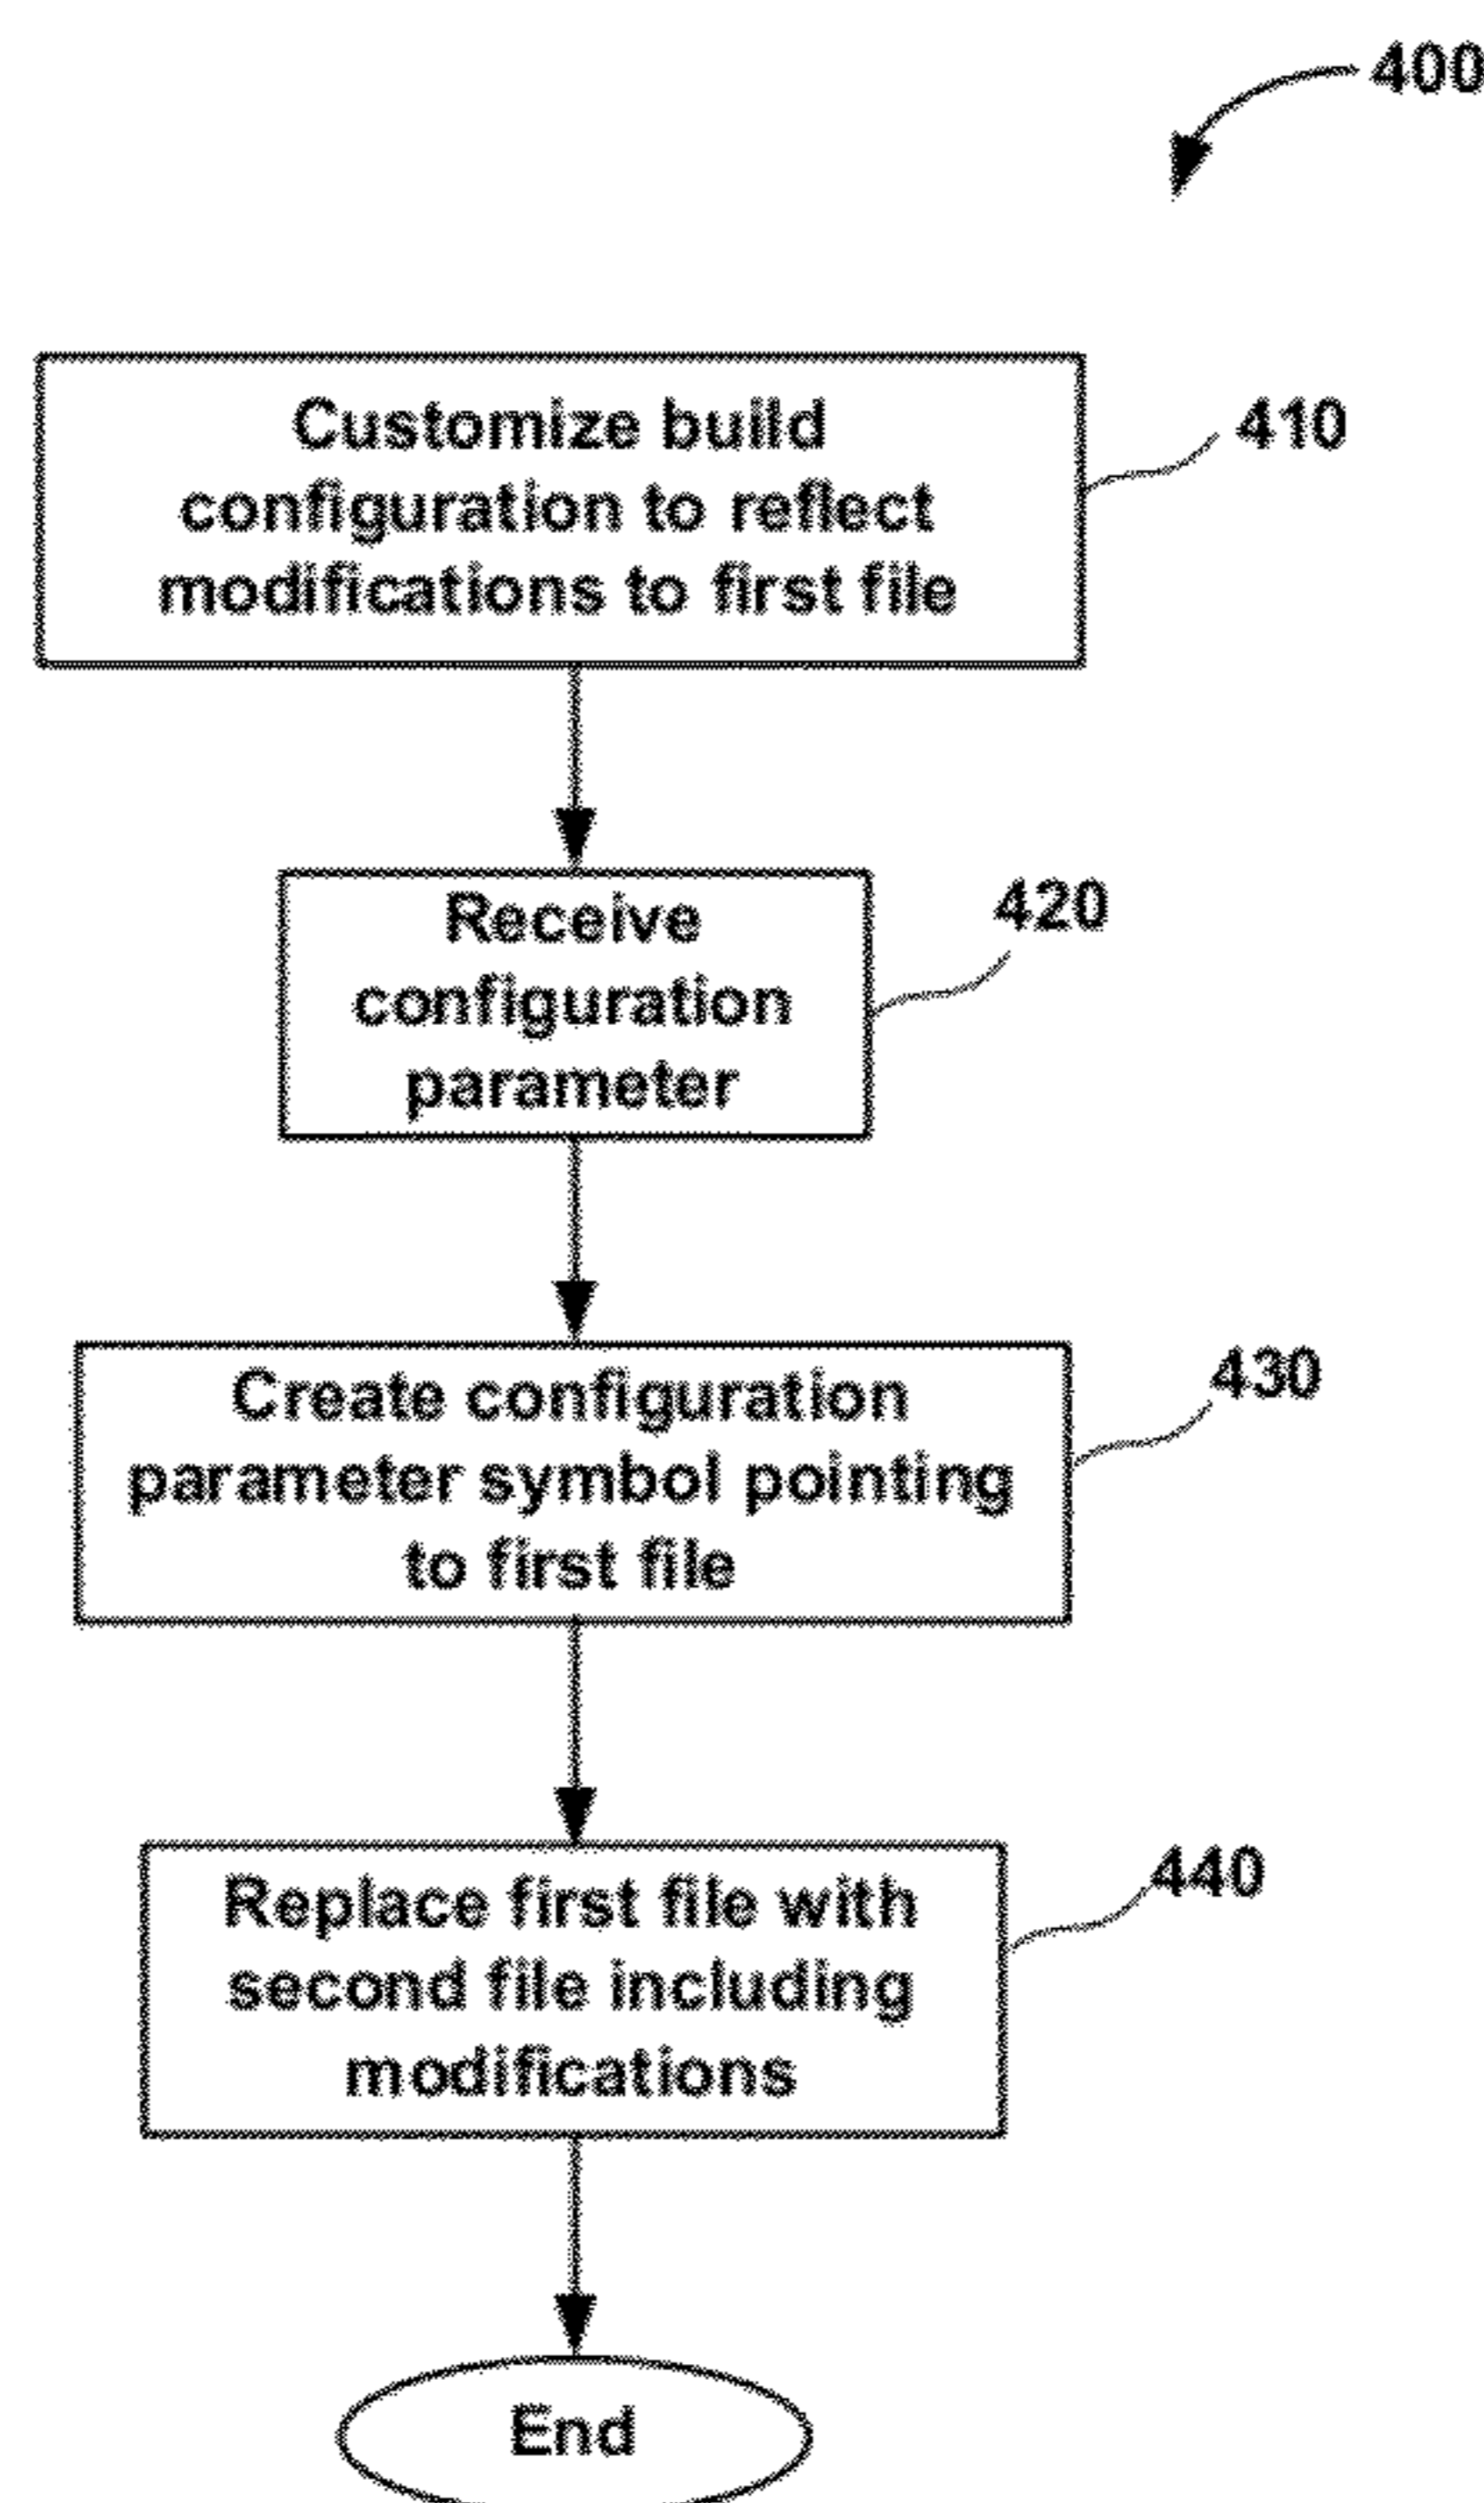 400
Customize build
configuration to reflect
modifications to first file
410
Receive
configuration
parameter
420
Create configuration
parameter symbol pointing
to first file
430
Replace first file with
second file including
modifications
440
End